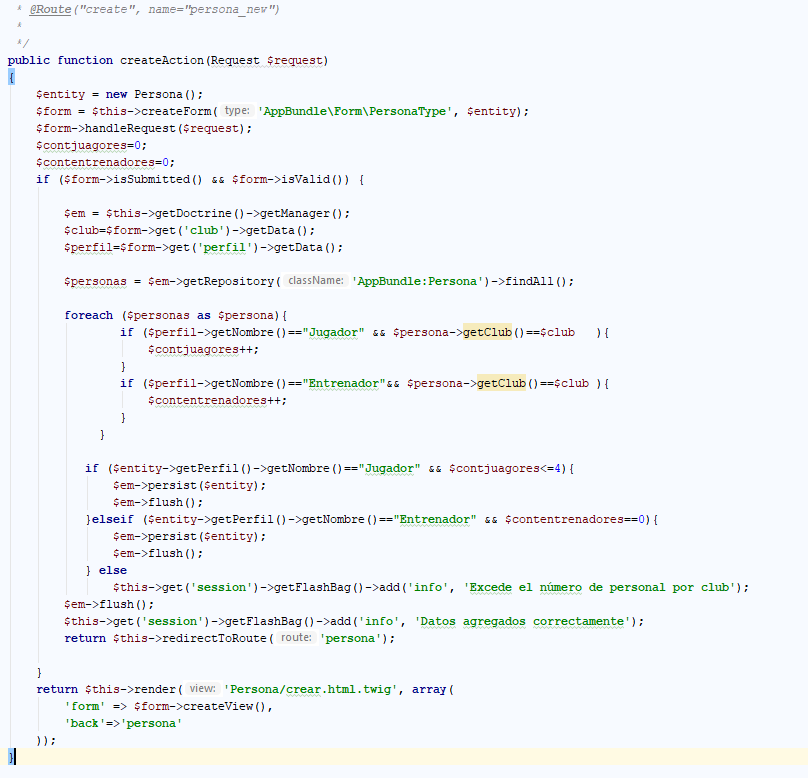 * @Route("create", name="persona_new")
*
*/
public function createAction(Request $request)
{
$entity = new Persona();
$form = $this->createForm( type: 'AppBundle\Form\PersonaType', $entity);
$form->handleRequest($request);
$contjuagores=0;
$contentrenadores=0;
if ($form->isSubmitted() && $form->isValid()) {
$em = $this->getDoctrine()->getManager();
$club=$form->get('club')->getData();
$perfil=$form->get('perfil')->getData();
$personas = $em->getRepository( className: 'AppBundle:Persona')->findAll();
foreach ($personas as $persona){
if ($perfil->getNombre()=="Jugador" && $persona->getClub()==$club   ){
$contjuagores++;
}
if ($perfil->getNombre()=="Entrenador"&& $persona->getClub()==$club ){
$contentrenadores++;
}
}
if ($entity->getPerfil()->getNombre()=="Jugador" && $contjuagores<=4){
$em->persist($entity);
$em->flush();
}elseif ($entity->getPerfil()->getNombre()=="Entrenador" && $contentrenadores==0){
$em->persist($entity);
$em->flush();
} else
$this->get('session')->getFlashBag()->add('info', 'Excede el número de personal por club');
$em->flush();
$this->get('session')->getFlashBag()->add('info', 'Datos agregados correctamente');
return $this->redirectToRoute( route: 'persona');
}
return $this->render( view: 'Persona/crear.html.twig', array(
'form' => $form->createView(),
'back'=>'persona'
));
}